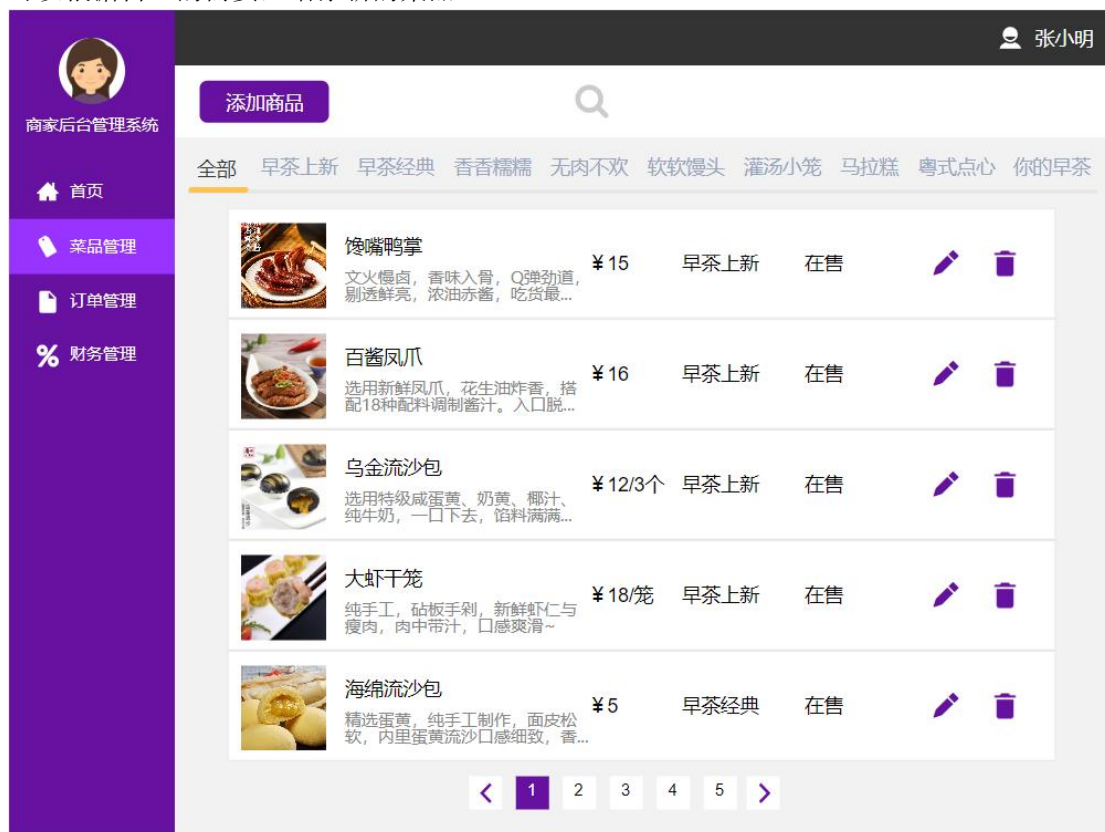 张小明
商家后台管理系统
添加商品
首页
菜品管理
订单管理
财务管理
全部 早茶上新 早茶经典 香香糯糯 无肉不欢 软软馒头 灌汤小笼 马拉糕 粤式点心 你的早茶
馋嘴鸭掌
文火慢卤，香味入骨，Q弹劲道，
剔透鲜亮，浓油赤酱，吃货最...
¥15 早茶上新 在售
百酱凤爪
选用新鲜凤爪，花生油炸香，搭
配18种配料调制酱汁。入口脱...
¥16 早茶上新 在售
乌金流沙包
选用特级咸蛋黄、奶黄、椰汁、
纯牛奶，一口下去，馅料满满...
¥12/3个 早茶上新 在售
大虾干笼
纯手工，砧板手剁，新鲜虾仁与
瘦肉，肉中带汁，口感爽滑~
¥18/笼 早茶上新 在售
海绵流沙包
精选蛋黄，纯手工制作，面皮松
软，内里蛋黄流沙口感细致，香...
¥5 早茶经典 在售
1 2 3 4 5